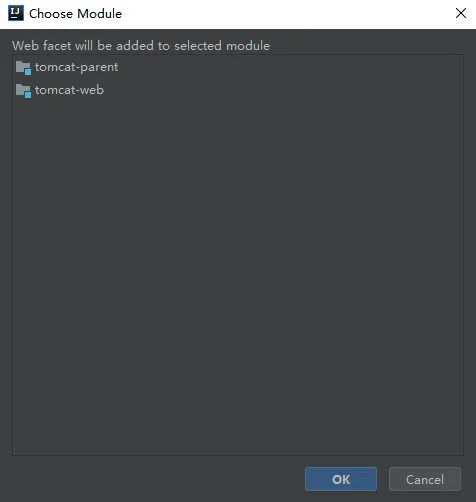 IJ Choose Module
Web facet will be added to selected module
tomcat-parent
tomcat-web
OK Cancel